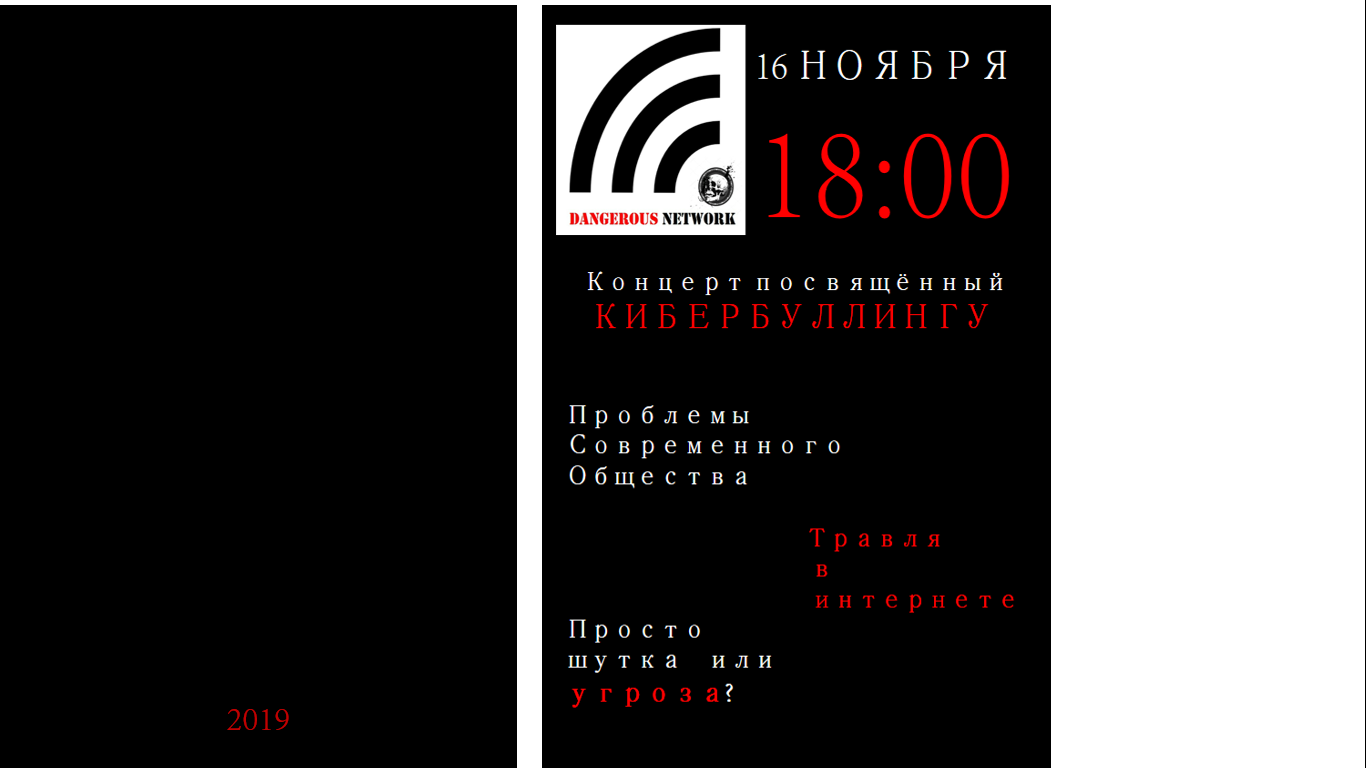 2019
16 НОЯБРЯ
18:00
DANGEROUS NETWORK
Концерт посвящённый
КИБЕРБУЛЛИНГУ
Проблемы
Современного
Общества
Травля
в
интернете
Просто
шутка или
угроза?